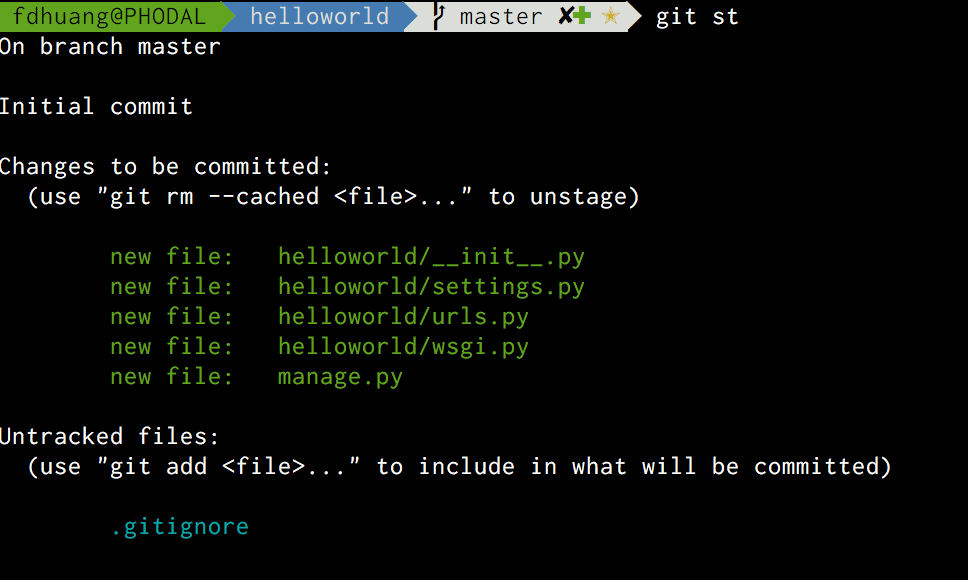 fdhuang@PHODAL helloworld master ✘✚ ★ git st
On branch master
Initial commit
Changes to be committed:
(use "git rm --cached <file>..." to unstage)
new file: helloworld/__init__.py
new file: helloworld/settings.py
new file: helloworld/urls.py
new file: helloworld/wsgi.py
new file: manage.py
Untracked files:
(use "git add <file>..." to include in what will be committed)
.gitignore